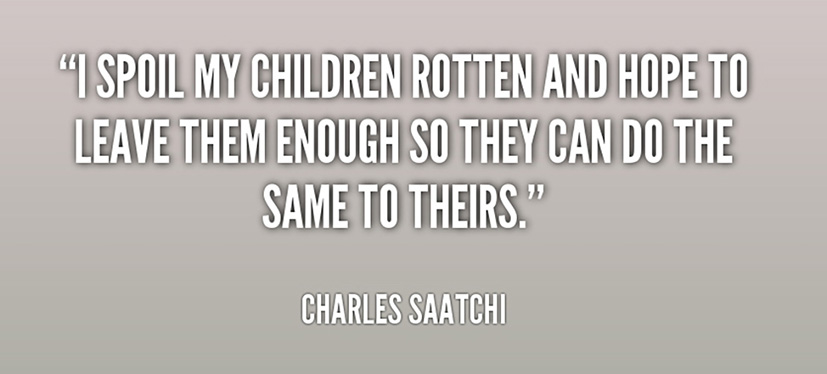 “I SPOIL MY CHILDREN ROTTEN AND HOPE TO
LEAVE THEM ENOUGH SO THEY CAN DO THE
SAME TO THEIRS.”
CHARLES SAATCHI